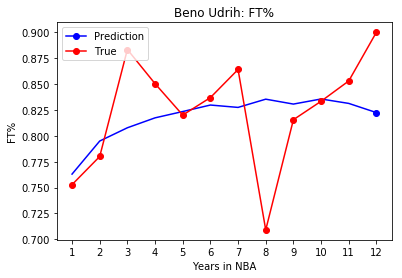 Beno Udrih: FT%
Prediction
True
FT%
0.900
0.875
0.850
0.825
0.800
0.775
0.750
0.725
0.700
1 2 3 4 5 6 7 8 9 10 11 12
Years in NBA